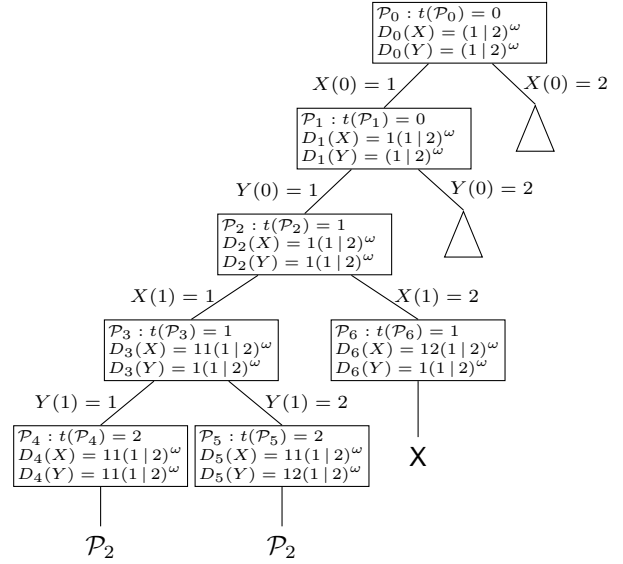 𝒫₀ : t(𝒫₀) = 0
D₀(X) = (1 | 2)^ω
D₀(Y) = (1 | 2)^ω
X(0) = 1
X(0) = 2
𝒫₁ : t(𝒫₁) = 0
D₁(X) = 1(1 | 2)^ω
D₁(Y) = (1 | 2)^ω
Y(0) = 1
Y(0) = 2
𝒫₂ : t(𝒫₂) = 1
D₂(X) = 1(1 | 2)^ω
D₂(Y) = 1(1 | 2)^ω
X(1) = 1
X(1) = 2
𝒫₃ : t(𝒫₃) = 1
D₃(X) = 11(1 | 2)^ω
D₃(Y) = 1(1 | 2)^ω
𝒫₆ : t(𝒫₆) = 1
D₆(X) = 12(1 | 2)^ω
D₆(Y) = 1(1 | 2)^ω
Y(1) = 1
Y(1) = 2
𝒫₄ : t(𝒫₄) = 2
D₄(X) = 11(1 | 2)^ω
D₄(Y) = 11(1 | 2)^ω
𝒫₅ : t(𝒫₅) = 2
D₅(X) = 11(1 | 2)^ω
D₅(Y) = 12(1 | 2)^ω
X
𝒫₂
𝒫₂